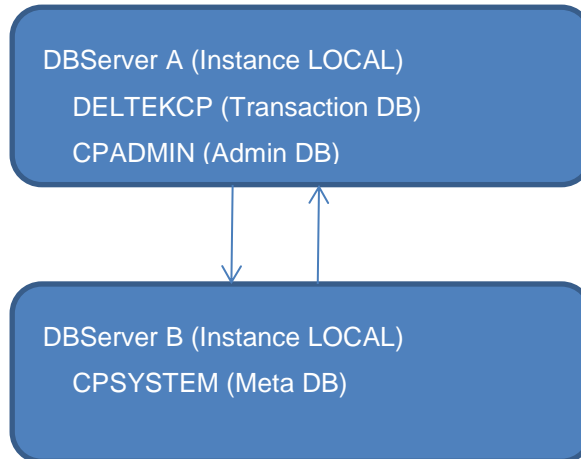 DBServer A (Instance LOCAL)
DELTEKCP (Transaction DB)
CPADMIN (Admin DB)
DBServer B (Instance LOCAL)
CPSYSTEM (Meta DB)